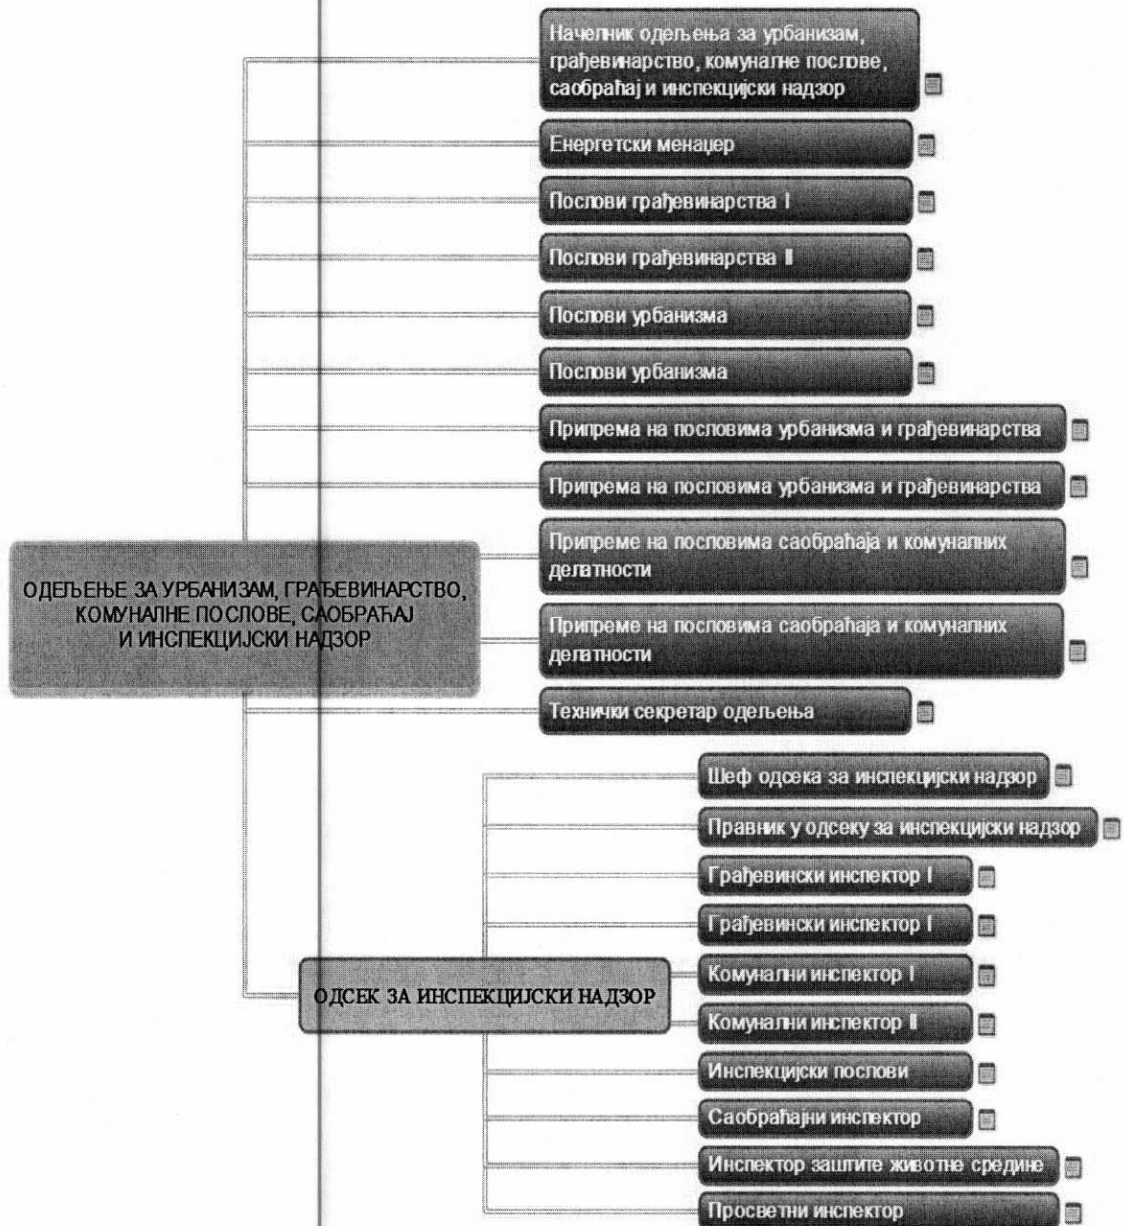 Начелник одељења за урбанизам,
грађевинарство, комуналне послове,
саобраћај и инспекцијски надзор
Енергетски менаџер
Послови грађевинарства I
Послови грађевинарства II
Послови урбанизма
Послови урбанизма
Припрема на пословима урбанизма и грађевинарства
Припрема на пословима урбанизма и грађевинарства
Припреме на пословима саобраћаја и комуналних
делатности
ОДЕЉЕЊЕ ЗА УРБАНИЗАМ, ГРАЂЕВИНАРСТВО,
КОМУНАЛНЕ ПОСЛОВЕ, САОБРАЋАЈ
И ИНСПЕКЦИЈСКИ НАДЗОР
Припреме на пословима саобраћаја и комуналних
делатности
Технички секретар одељења
Шеф одсека за инспекцијски надзор
Правник у одсеку за инспекцијски надзор
Грађевински инспектор I
Грађевински инспектор I
ОДСЕК ЗА ИНСПЕКЦИЈСКИ НАДЗОР
Комунални инспектор I
Комунални инспектор II
Инспекцијски послови
Саобраћајни инспектор
Инспектор заштите животне средине
Просветни инспектор